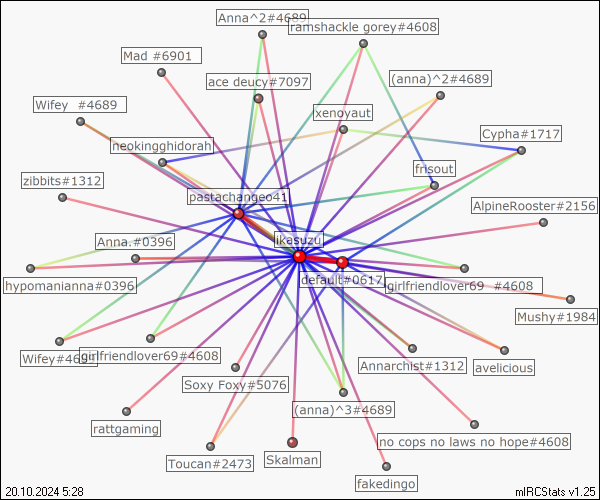 Anna^2#4689
ramshackle gorey#4608
Mad #6901
ace deucy#7097
(anna)^2#4689
Wifey  #4689
xenoyaut
neokingghidorah
Cypha#1717
frisout
zibbits#1312
pastachangeo41
AlpineRooster#2156
Anna.#0396
ikasuzu
hypomanianna#0396
default#0617
girlfriendlover69  #4608
Mushy#1984
girlfriendlover69#4608
Annarchist#1312
avelicious
Soxy Foxy#5076
(anna)^3#4689
rattgaming
no cops no laws no hope#4608
Toucan#2473
Skalman
fakedingo
20.10.2024 5:28
mIRCStats v1.25